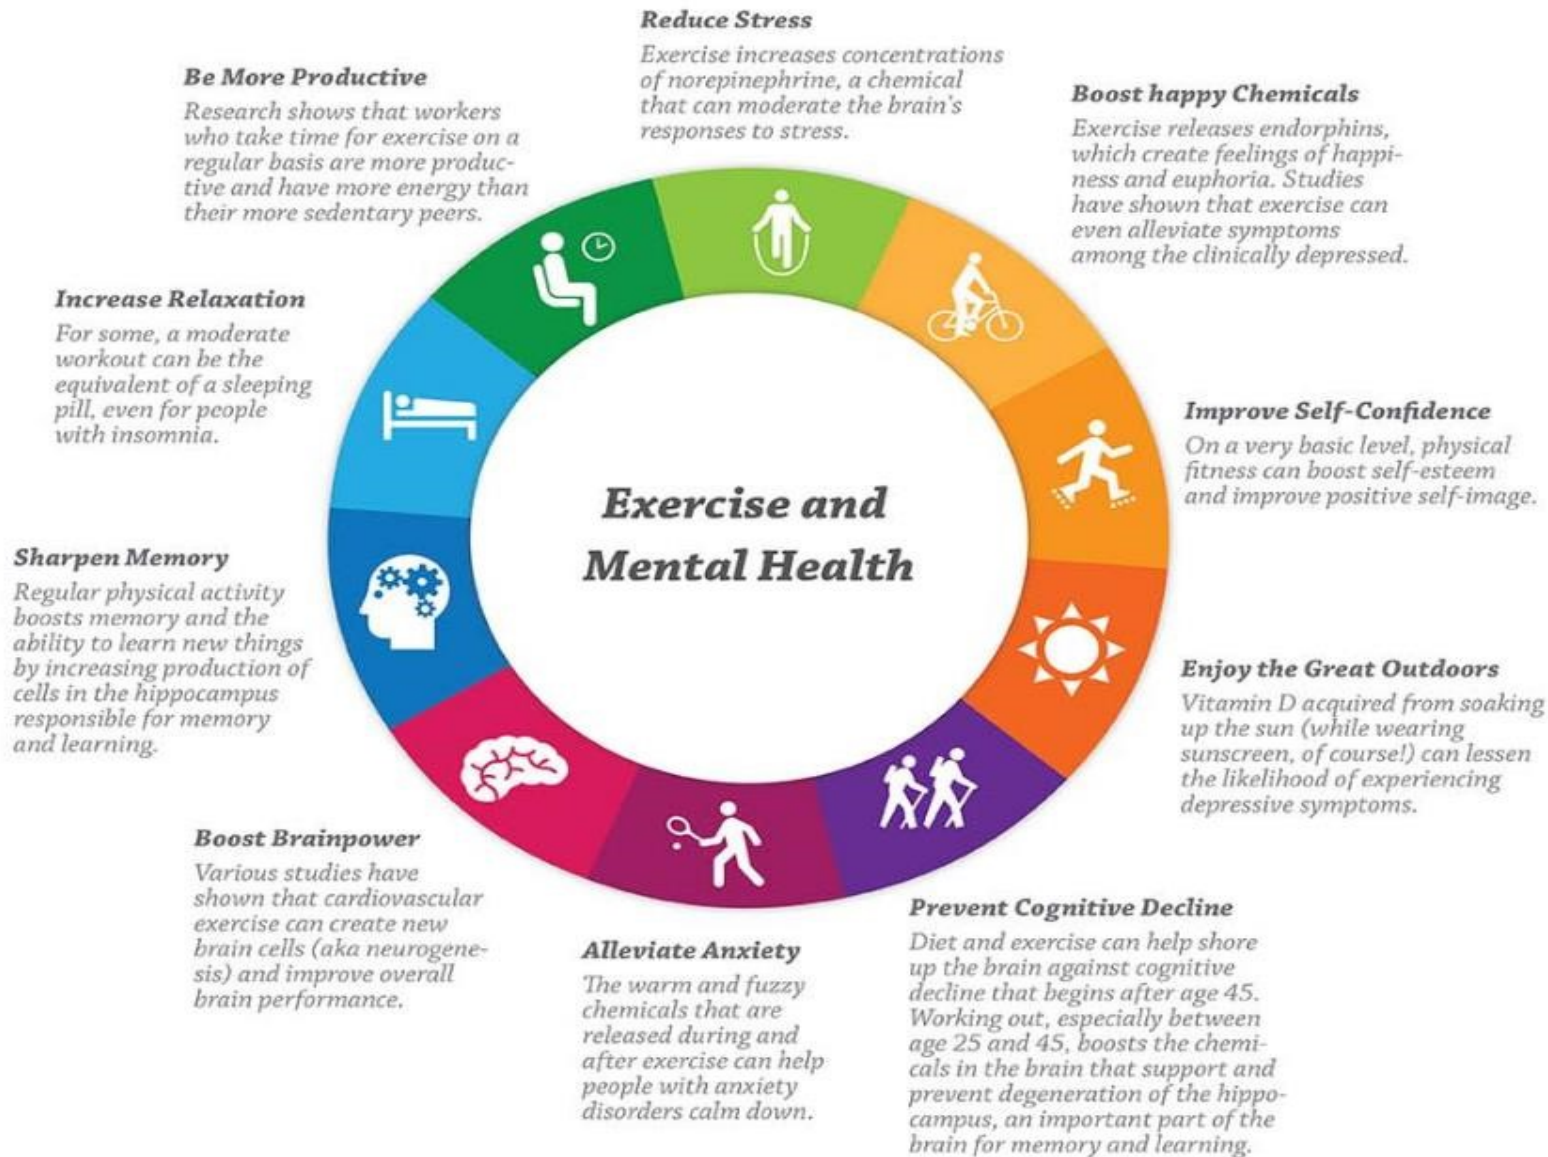 Reduce Stress
Exercise increases concentrations
of norepinephrine, a chemical
that can moderate the brain's
responses to stress.
Boost happy Chemicals
Exercise releases endorphins,
which create feelings of happi-
ness and euphoria. Studies
have shown that exercise can
even alleviate symptoms
among the clinically depressed.
Improve Self-Confidence
On a very basic level, physical
fitness can boost self-esteem
and improve positive self-image.
Enjoy the Great Outdoors
Vitamin D acquired from soaking
up the sun (while wearing
sunscreen, of course!) can lessen
the likelihood of experiencing
depressive symptoms.
Prevent Cognitive Decline
Diet and exercise can help shore
up the brain against cognitive
decline that begins after age 45.
Working out, especially between
age 25 and 45, boosts the chemi-
cals in the brain that support and
prevent degeneration of the hippo-
campus, an important part of the
brain for memory and learning.
Alleviate Anxiety
The warm and fuzzy
chemicals that are
released during and
after exercise can help
people with anxiety
disorders calm down.
Boost Brainpower
Various studies have
shown that cardiovascular
exercise can create new
brain cells (aka neurogene-
sis) and improve overall
brain performance.
Sharpen Memory
Regular physical activity
boosts memory and the
ability to learn new things
by increasing production of
cells in the hippocampus
responsible for memory
and learning.
Increase Relaxation
For some, a moderate
workout can be the
equivalent of a sleeping
pill, even for people
with insomnia.
Be More Productive
Research shows that workers
who take time for exercise on a
regular basis are more produc-
tive and have more energy than
their more sedentary peers.
Exercise and
Mental Health